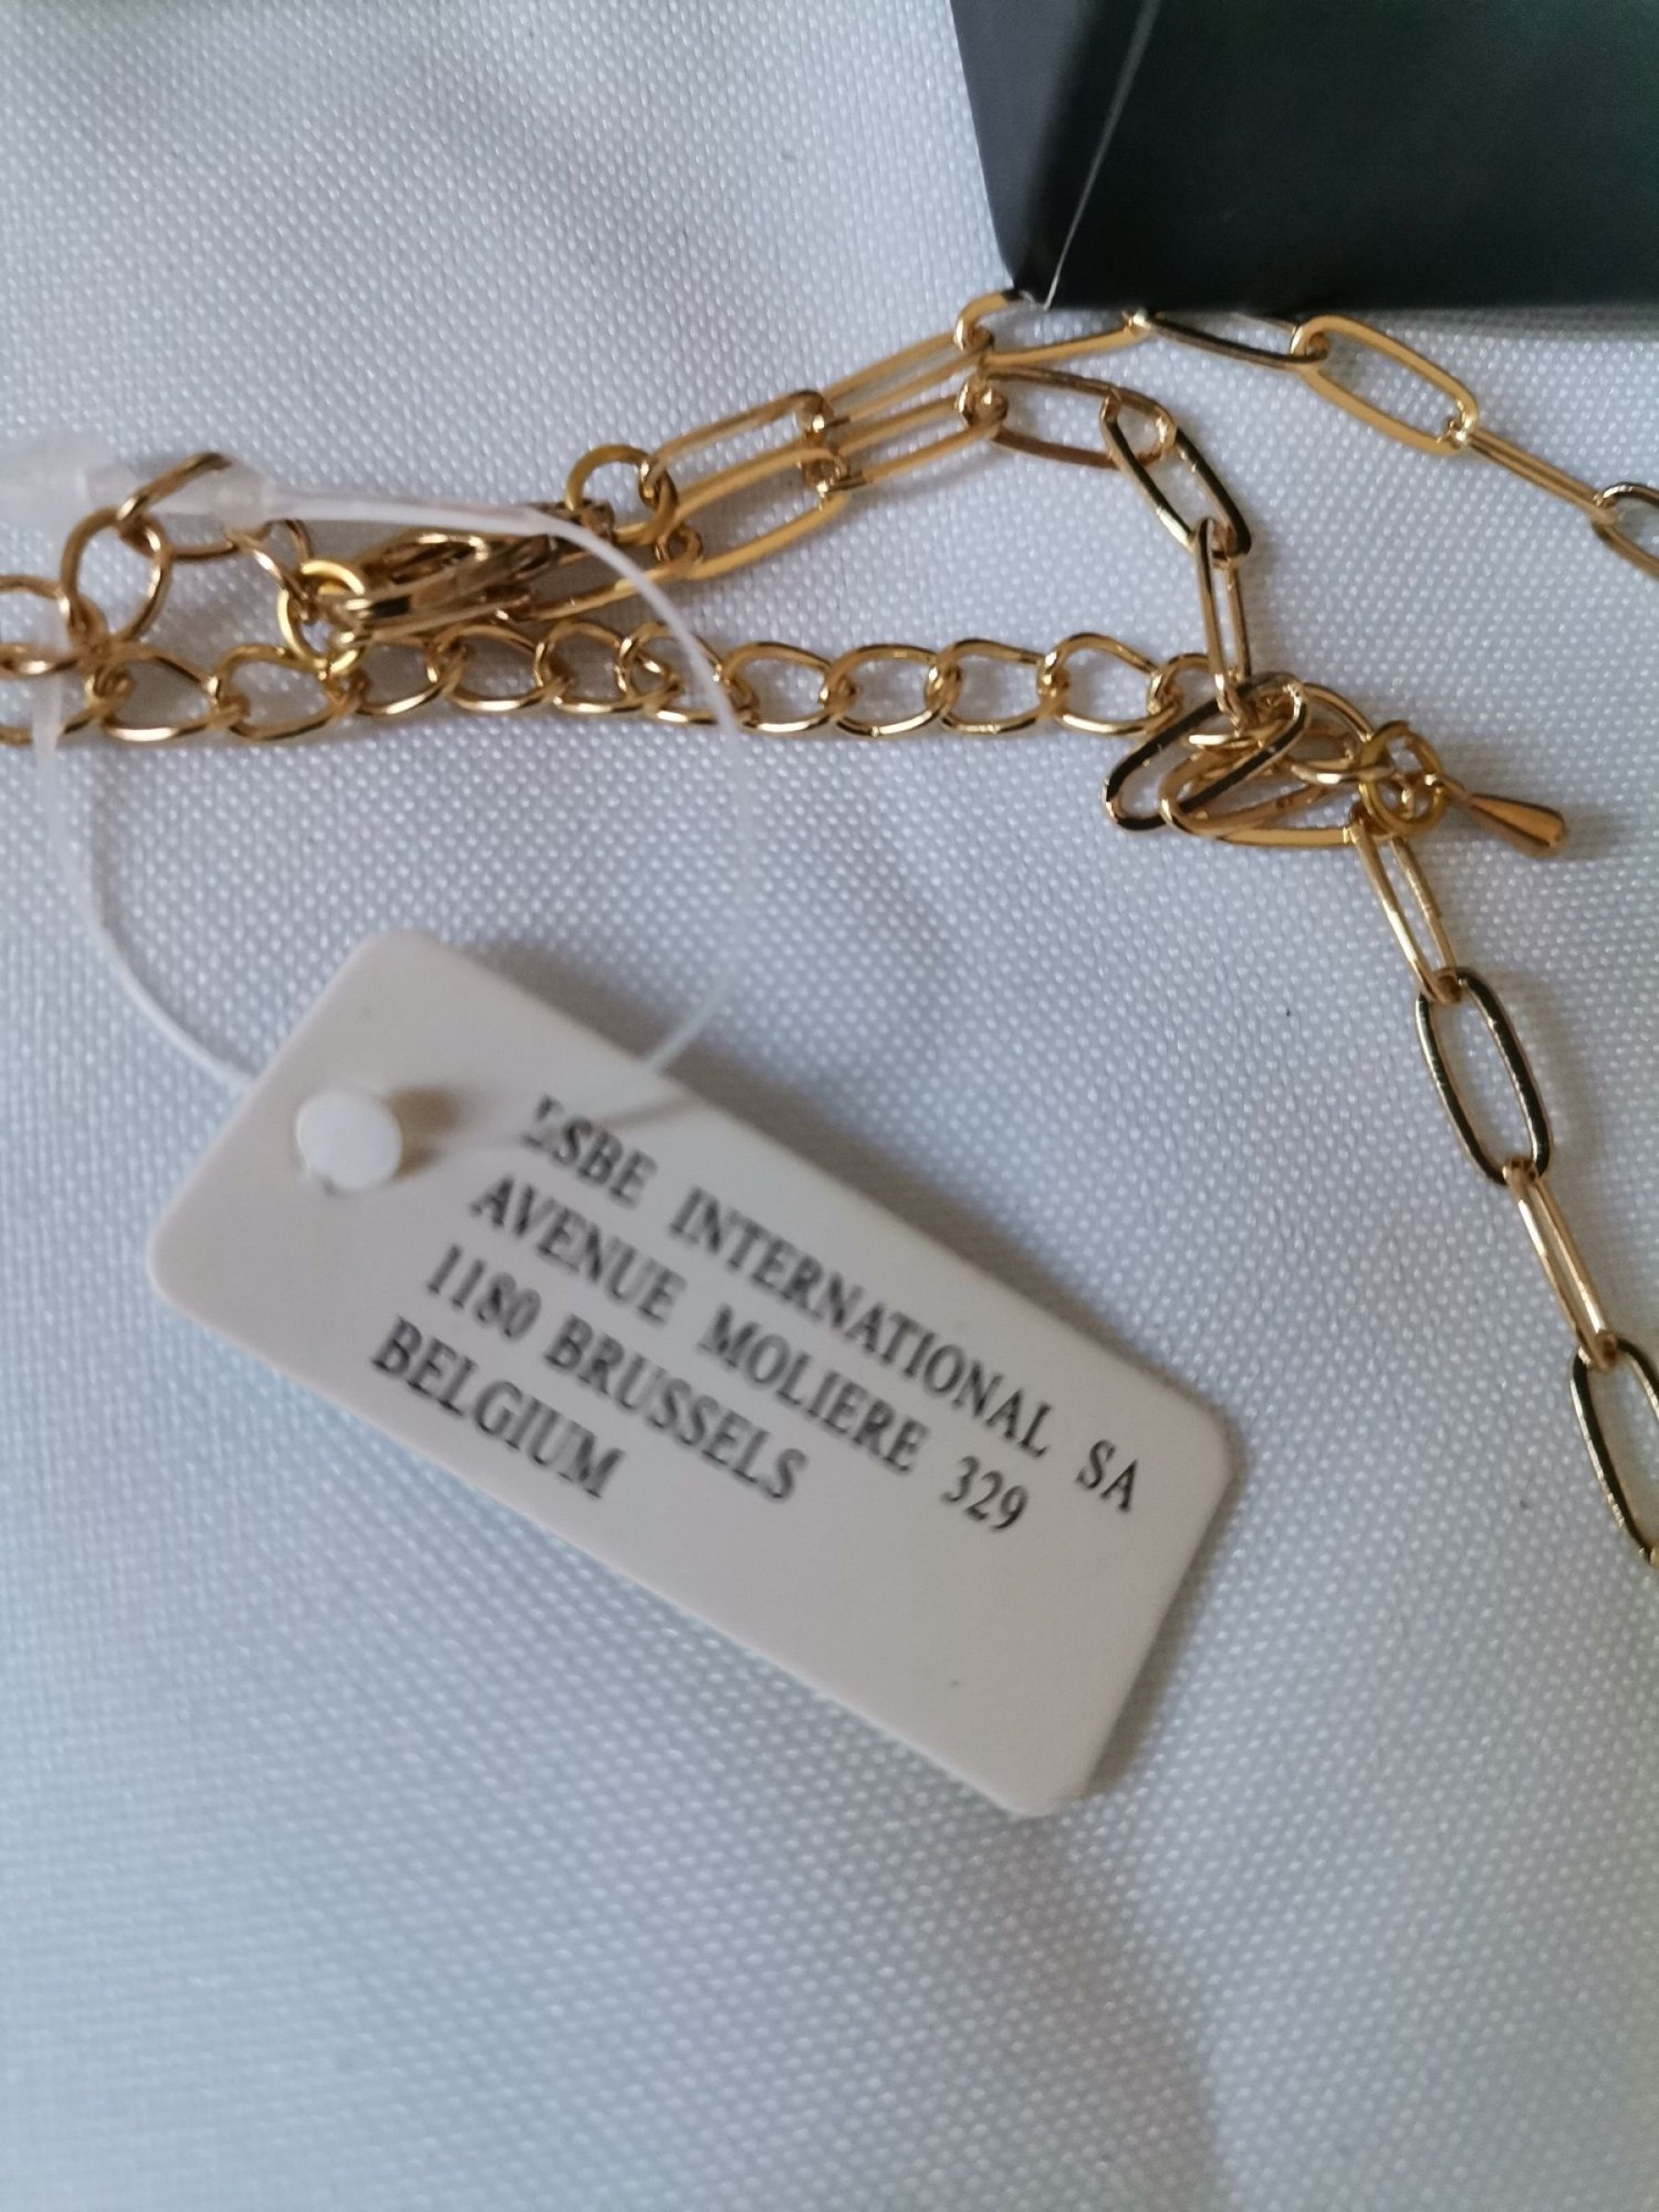 ESBE INTERNATIONAL SA
AVENUE MOLIERE 329
1180 BRUSSELS
BELGIUM